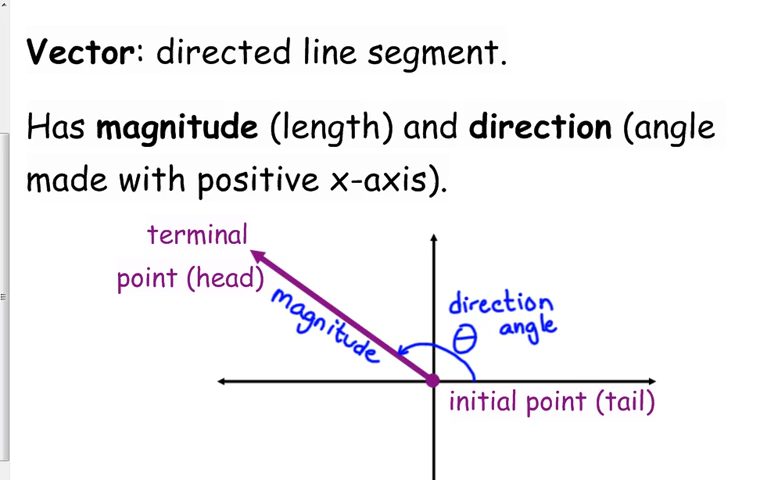 Vector: directed line segment.
Has magnitude (length) and direction (angle
made with positive x-axis).
terminal
point (head)
magnitude
direction
angle
θ
initial point (tail)